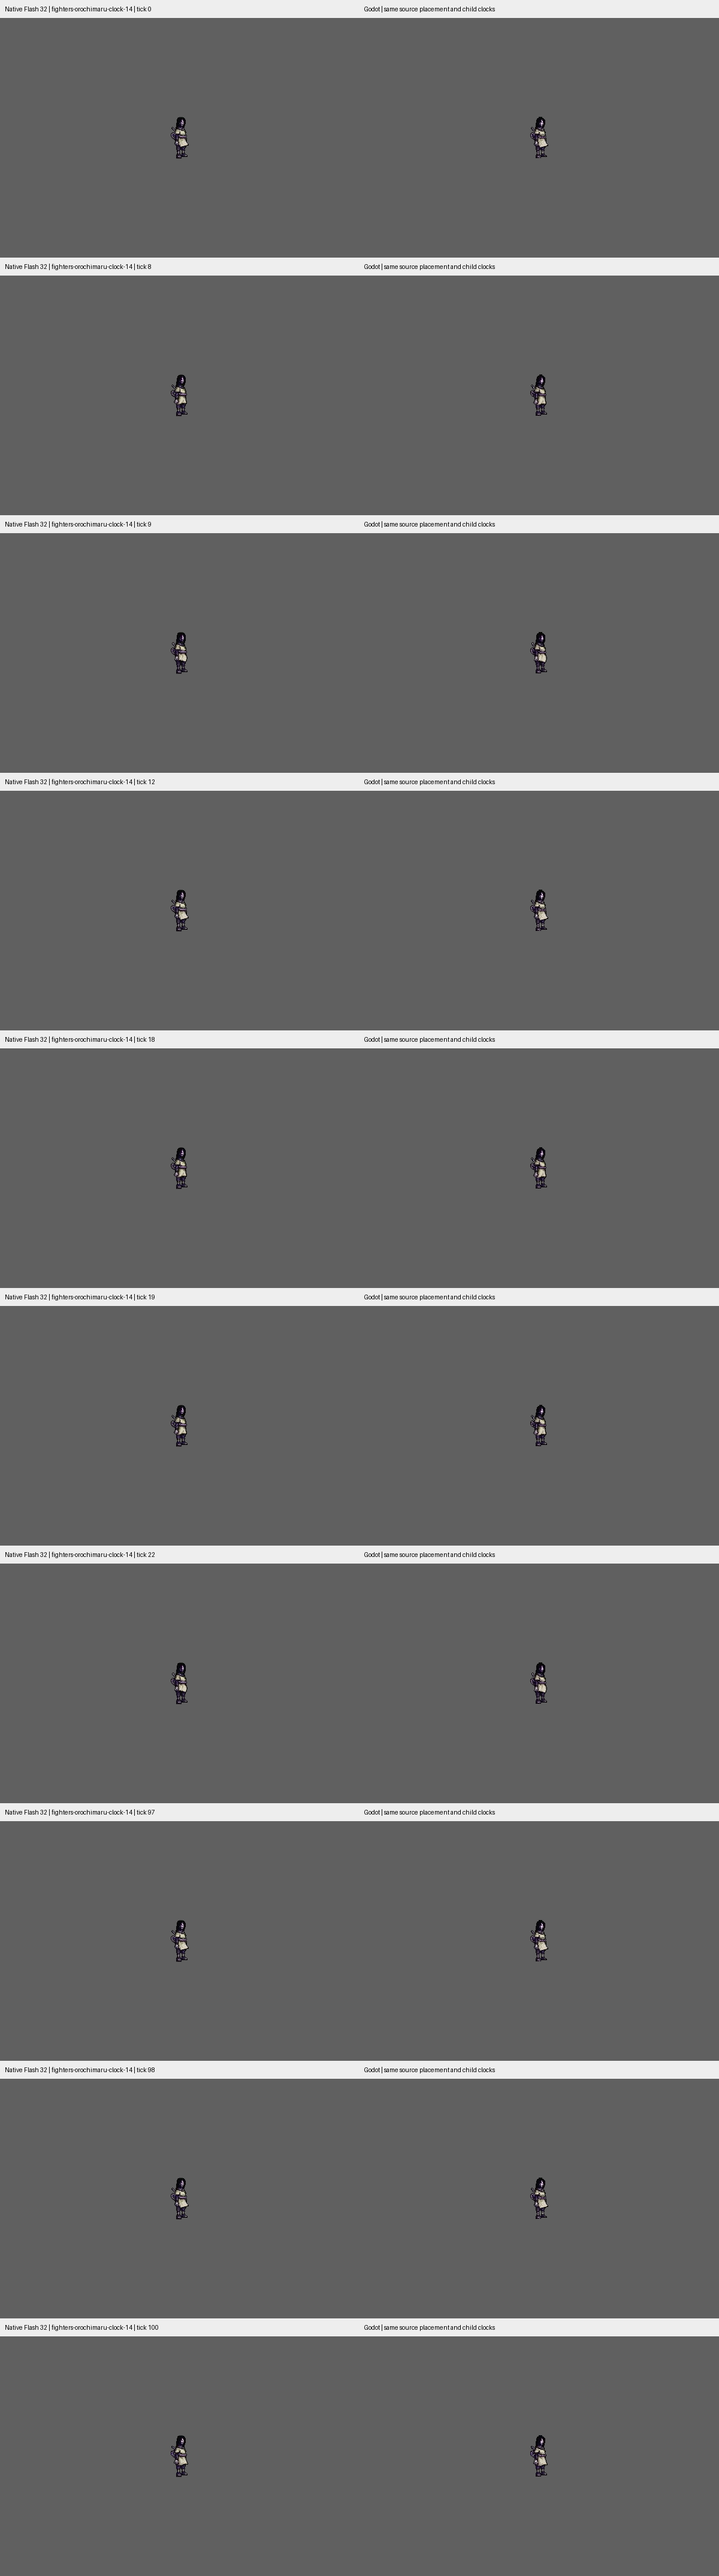 Native Flash 32 | fighters-orochimaru-clock-14 | tick 0
Godot | same source placement and child clocks
Native Flash 32 | fighters-orochimaru-clock-14 | tick 8
Godot | same source placement and child clocks
Native Flash 32 | fighters-orochimaru-clock-14 | tick 9
Godot | same source placement and child clocks
Native Flash 32 | fighters-orochimaru-clock-14 | tick 12
Godot | same source placement and child clocks
Native Flash 32 | fighters-orochimaru-clock-14 | tick 18
Godot | same source placement and child clocks
Native Flash 32 | fighters-orochimaru-clock-14 | tick 19
Godot | same source placement and child clocks
Native Flash 32 | fighters-orochimaru-clock-14 | tick 22
Godot | same source placement and child clocks
Native Flash 32 | fighters-orochimaru-clock-14 | tick 97
Godot | same source placement and child clocks
Native Flash 32 | fighters-orochimaru-clock-14 | tick 98
Godot | same source placement and child clocks
Native Flash 32 | fighters-orochimaru-clock-14 | tick 100
Godot | same source placement and child clocks